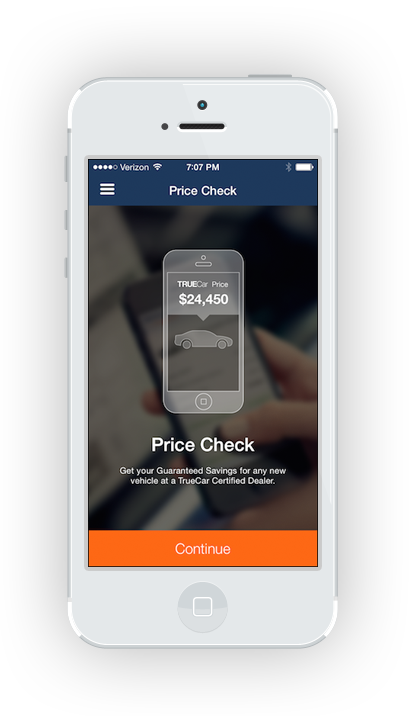 Verizon 7:07 PM
Price Check
TRUECar Price
$24,450
Price Check
Get your Guaranteed Savings for any new
vehicle at a TrueCar Certified Dealer.
Continue